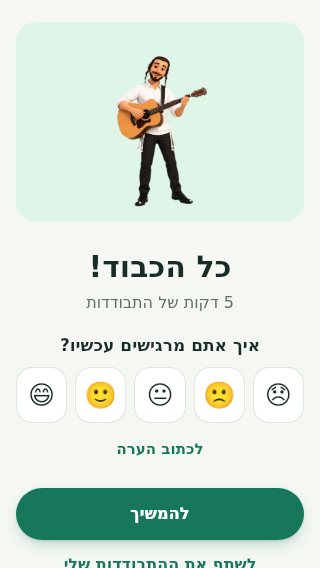 כל הכבוד!
5 דקות של התבודדות
איך אתם מרגישים עכשיו?
לכתוב הערה
להמשיך
לשתף את ההתבודדות שלי